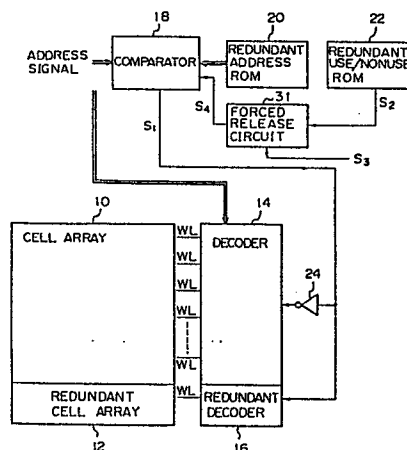 18
20
22
ADDRESS
SIGNAL
COMPARATOR
REDUNDANT
ADDRESS
ROM
REDUNDANT
USE/NONUSE
ROM
S4
31
S2
FORCED
RELEASE
CIRCUIT
S1
S3
10
14
CELL ARRAY
WL
DECODER
WL
24
WL
WL
WL
REDUNDANT
CELL ARRAY
WL
REDUNDANT
DECODER
12
16